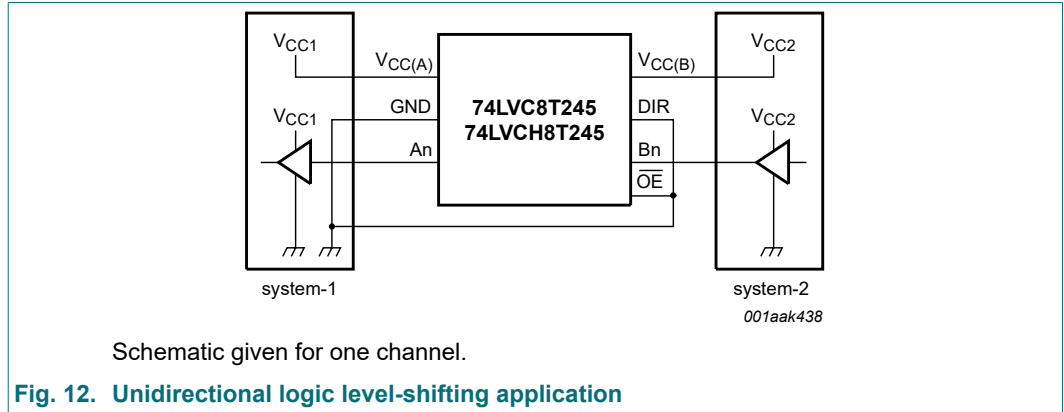 VCC1
VCC(A)
VCC(B)
VCC2
GND
74LVC8T245
74LVCH8T245
DIR
VCC1
VCC2
An
Bn
OE
system-1
system-2
001aak438
Schematic given for one channel.
Fig. 12. Unidirectional logic level-shifting application